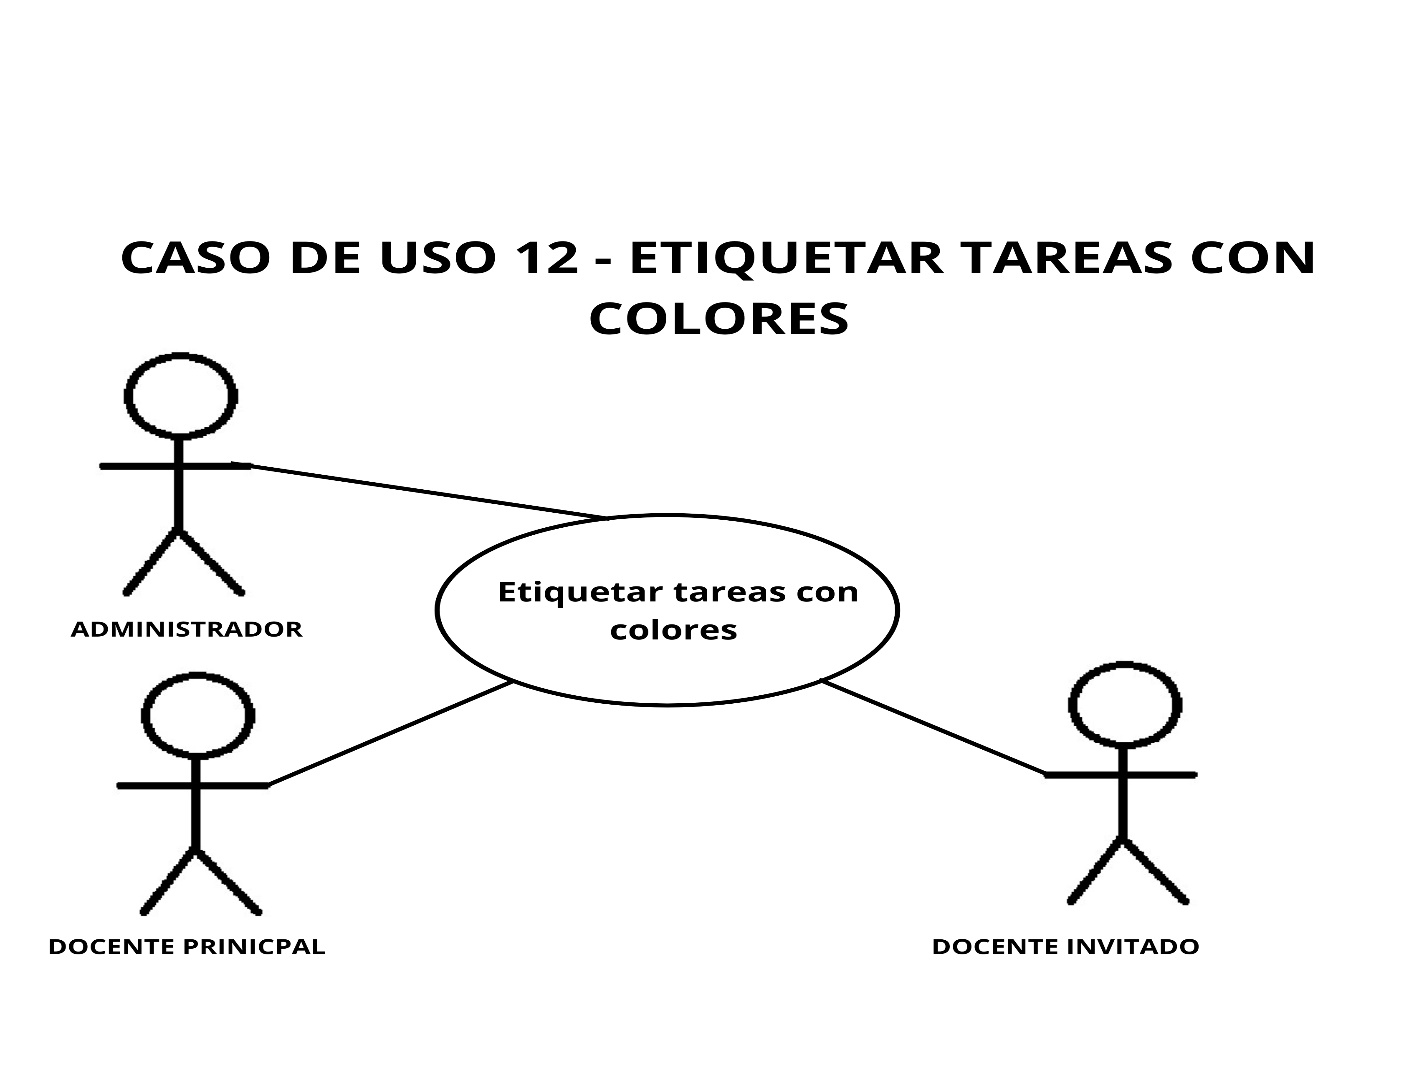 CASO DE USO 12 - ETIQUETAR TAREAS CON
COLORES
Etiquetar tareas con
colores
ADMINISTRADOR
DOCENTE PRINICPAL
DOCENTE INVITADO